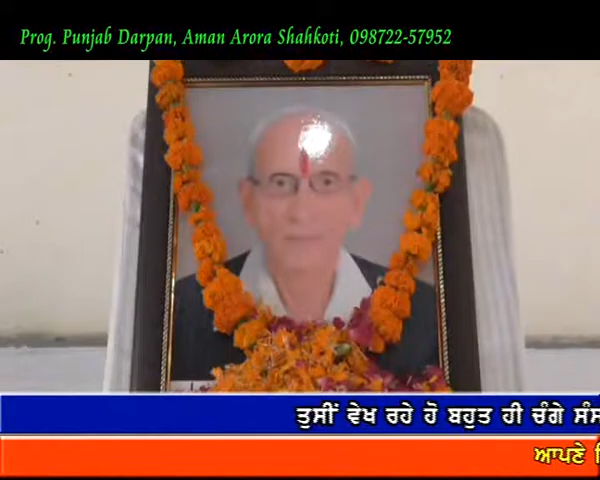 Prog. Punjab Darpan, Aman Arora Shahkoti, 098722-57952
ਤੁਸੀਂ ਵੇਖ ਰਹੇ ਹੋ ਬਹੁਤ ਹੀ ਚੰਗੇ
ਆਪਣੇ